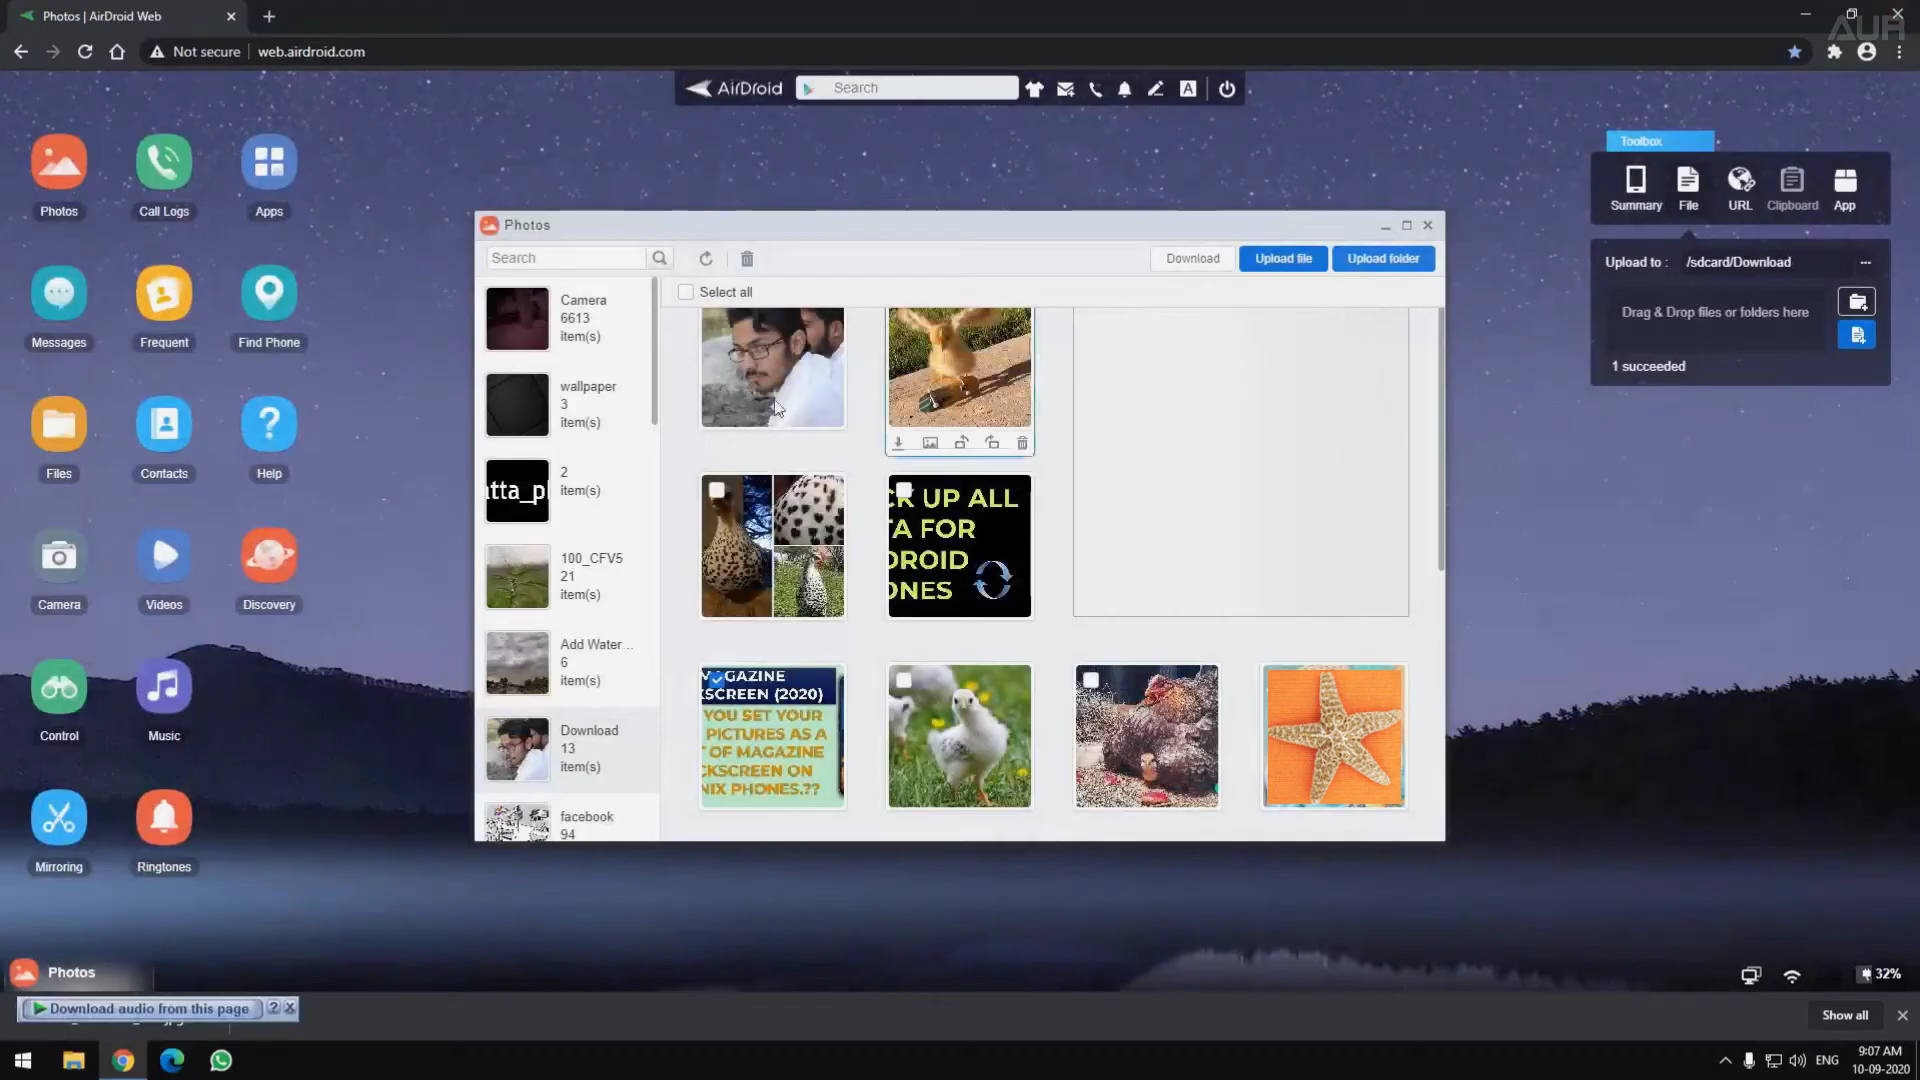 Photos | AirDroid Web
AUR
Not secure
web.airdroid.com
AirDroid
Search
A
Photos
Call Logs
Apps
Messages
Frequent
Find Phone
Files
Contacts
Help
Camera
Videos
Discovery
Control
Music
Mirroring
Ringtones
Photos
Search
Download
Upload file
Upload folder
Select all
Camera
6613
item(s)
wallpaper
3
item(s)
2
item(s)
100_CFV5
21
item(s)
Add Water...
6
item(s)
Download
13
item(s)
facebook
94
CK UP ALL
TA FOR
DROID
ONES
MAGAZINE
KSCREEN (2020)
YOU SET YOUR
PICTURES AS A
T OF MAGAZINE
CKSCREEN ON
NIX PHONES.??
Toolbox
Summary
File
URL
Clipboard
App
Upload to :
/sdcard/Download
...
Drag & Drop files or folders here
1 succeeded
Photos
32%
Download audio from this page
?
Show all
ENG
9:07 AM
10-09-2020